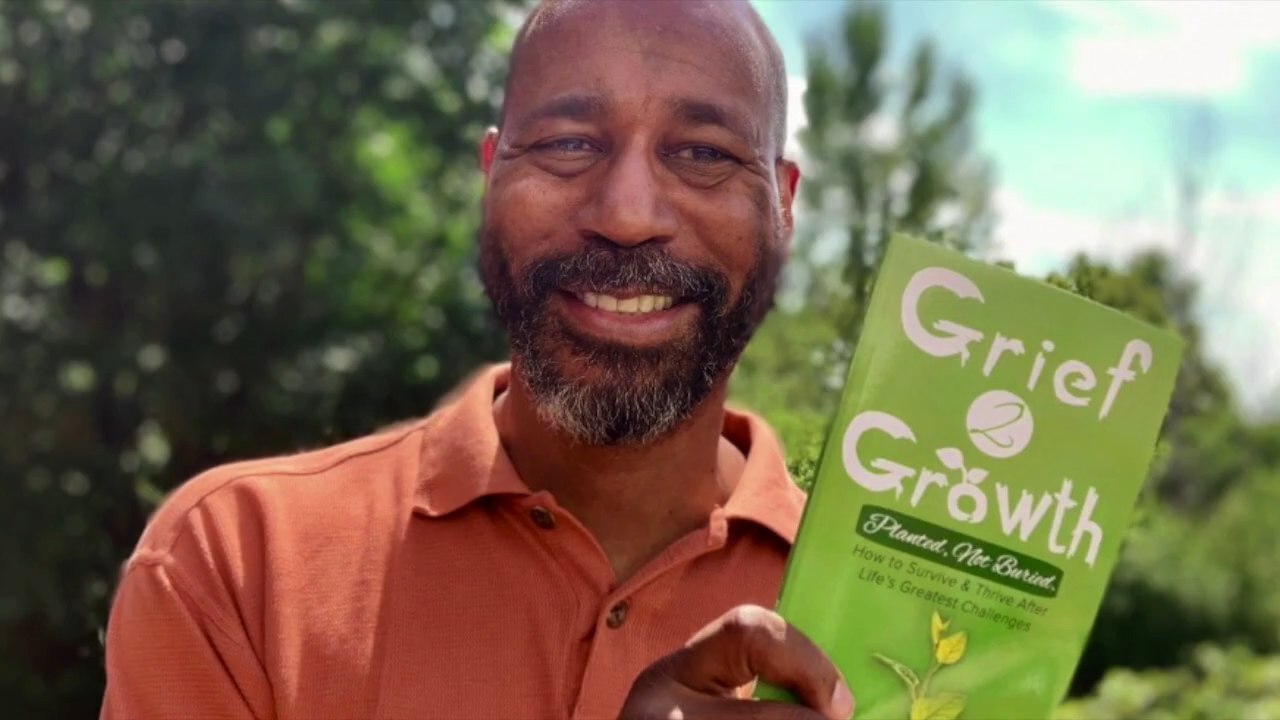 Grief
2
Growth
Planted, Not Buried.
How to Survive & Thrive After
Life's Greatest Challenges